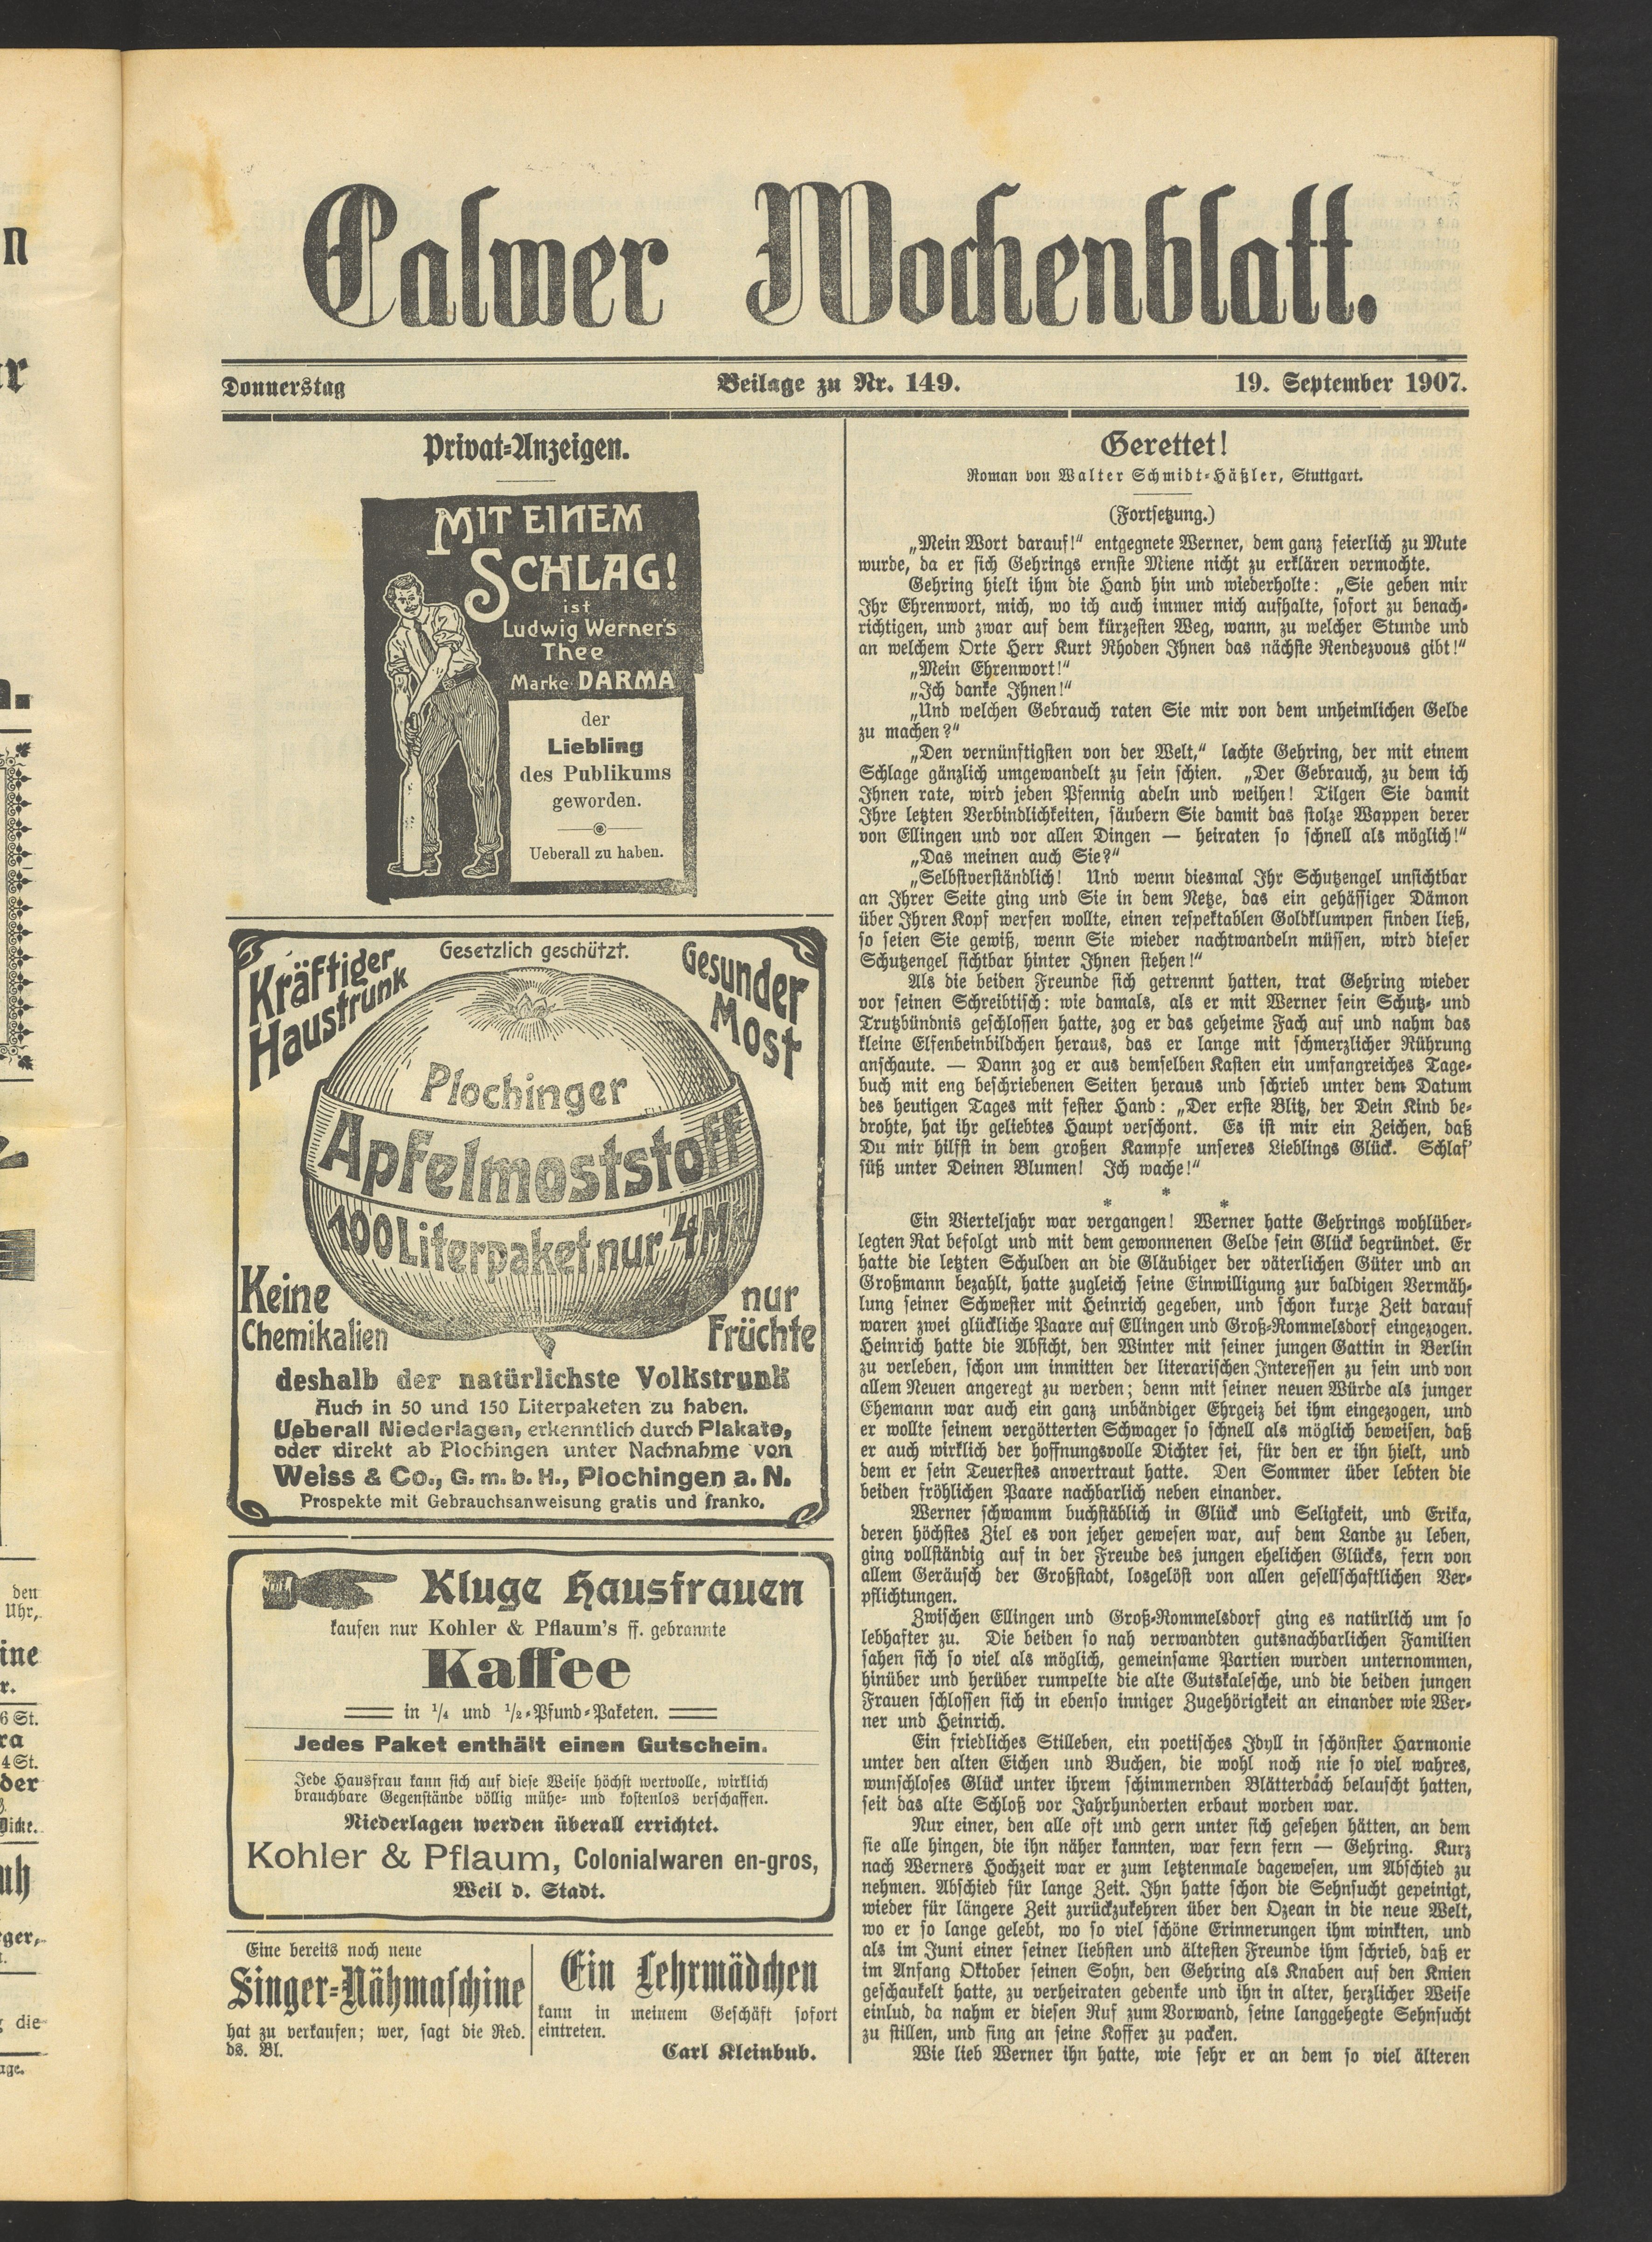 Calwer Wochenblatt.
Donnerstag
Beilage zu Nr. 149.
19. September 1907.
Privat-Anzeigen.
MIT EINEM
SCHLAG!
ist
Ludwig Werner's
Thee
Marke DARMA
der
Liebling
des Publikums
geworden.
Ueberall zu haben.
Gesetzlich geschützt.
Kräftiger
Haustrunk
Gesunder
Most
Plochinger
Apfelmoststoff
100 Literpaket nur 4 Mk.
Keine
Chemikalien
nur
Früchte
deshalb der natürlichste Volkstrunk
Auch in 50 und 150 Literpaketen zu haben.
Ueberall Niederlagen, erkenntlich durch Plakate,
oder direkt ab Plochingen unter Nachnahme von
Weiss & Co., G. m. b. H., Plochingen a. N.
Prospekte mit Gebrauchsanweisung gratis und franko.
Kluge Hausfrauen
kaufen nur Kohler & Pflaum's ff. gebrannte
Kaffee
in 1/4 und 1/2-Pfund-Paketen.
Jedes Paket enthält einen Gutschein.
Jede Hausfrau kann sich auf diese Weise höchst wertvolle, wirklich
brauchbare Gegenstände völlig mühe- und kostenlos verschaffen.
Niederlagen werden überall errichtet.
Kohler & Pflaum, Colonialwaren en-gros,
Weil d. Stadt.
Eine bereits noch neue
Singer-Nähmaschine
hat zu verkaufen; wer, sagt die Red.
ds. Bl.
Ein Lehrmädchen
kann in meinem Geschäft sofort
eintreten.
Carl Kleinbub.
Gerettet!
Roman von Walter Schmidt-Häßler, Stuttgart.
(Fortsetzung.)
„Mein Wort darauf!“ entgegnete Werner, dem ganz feierlich zu Mute
wurde, da er sich Gehrings ernste Miene nicht zu erklären vermochte.
Gehring hielt ihm die Hand hin und wiederholte: „Sie geben mir
Ihr Ehrenwort, mich, wo ich auch immer mich aufhalte, sofort zu benach-
richtigen, und zwar auf dem kürzesten Weg, wann, zu welcher Stunde und
an welchem Orte Herr Kurt Rhoden Ihnen das nächste Rendezvous gibt!“
„Mein Ehrenwort!“
„Ich danke Ihnen!“
„Und welchen Gebrauch raten Sie mir von dem unheimlichen Gelde
zu machen?“
„Den vernünftigsten von der Welt,“ lachte Gehring, der mit einem
Schlage gänzlich umgewandelt zu sein schien. „Der Gebrauch, zu dem ich
Ihnen rate, wird jeden Pfennig adeln und weihen! Tilgen Sie damit
Ihre letzten Verbindlichkeiten, säubern Sie damit das stolze Wappen derer
von Ellingen und vor allen Dingen — heiraten so schnell als möglich!“
„Das meinen auch Sie?“
„Selbstverständlich! Und wenn diesmal Ihr Schutzengel unsichtbar
an Ihrer Seite ging und Sie in dem Netze, das ein gehässiger Dämon
über Ihren Kopf werfen wollte, einen respektablen Goldklumpen finden ließ,
so seien Sie gewiß, wenn Sie wieder nachtwandeln müssen, wird dieser
Schutzengel sichtbar hinter Ihnen stehen!“
Als die beiden Freunde sich getrennt hatten, trat Gehring wieder
vor seinen Schreibtisch: wie damals, als er mit Werner sein Schutz- und
Trutzbündnis geschlossen hatte, zog er das geheime Fach auf und nahm das
kleine Elfenbeinbildchen heraus, das er lange mit schmerzlicher Rührung
anschaute. — Dann zog er aus demselben Kasten ein umfangreiches Tage-
buch mit eng beschriebenen Seiten heraus und schrieb unter dem Datum
des heutigen Tages mit fester Hand: „Der erste Blitz, der Dein Kind be-
drohte, hat ihr geliebtes Haupt verschont. Es ist mir ein Zeichen, daß
Du mir hilfst in dem großen Kampfe unseres Lieblings Glück. Schlaf'
süß unter Deinen Blumen! Ich wache!“
* * *
Ein Vierteljahr war vergangen! Werner hatte Gehrings wohlüber-
legten Rat befolgt und mit dem gewonnenen Gelde sein Glück begründet. Er
hatte die letzten Schulden an die Gläubiger der väterlichen Güter und an
Großmann bezahlt, hatte zugleich seine Einwilligung zur baldigen Vermäh-
lung seiner Schwester mit Heinrich gegeben, und schon kurze Zeit darauf
waren zwei glückliche Paare auf Ellingen und Groß-Rommelsdorf eingezogen.
Heinrich hatte die Absicht, den Winter mit seiner jungen Gattin in Berlin
zu verleben, schon um inmitten der literarischen Interessen zu sein und von
allem Neuen angeregt zu werden; denn mit seiner neuen Würde als junger
Ehemann war auch ein ganz unbändiger Ehrgeiz bei ihm eingezogen, und
er wollte seinem vergötterten Schwager so schnell als möglich beweisen, daß
er auch wirklich der hoffnungsvolle Dichter sei, für den er ihn hielt, und
dem er sein Teuerstes anvertraut hatte. Den Sommer über lebten die
beiden fröhlichen Paare nachbarlich neben einander.
Werner schwamm buchstäblich in Glück und Seligkeit, und Erika,
deren höchstes Ziel es von jeher gewesen war, auf dem Lande zu leben,
ging vollständig auf in der Freude des jungen ehelichen Glücks, fern von
allem Geräusch der Großstadt, losgelöst von allen gesellschaftlichen Ver-
pflichtungen.
Zwischen Ellingen und Groß-Rommelsdorf ging es natürlich um so
lebhafter zu. Die beiden so nah verwandten gutsnachbarlichen Familien
sahen sich so viel als möglich, gemeinsame Partien wurden unternommen,
hinüber und herüber rumpelte die alte Gutskalesche, und die beiden jungen
Frauen schlossen sich in ebenso inniger Zugehörigkeit an einander wie Wer-
ner und Heinrich.
Ein friedliches Stilleben, ein poetisches Idyll in schönster Harmonie
unter den alten Eichen und Buchen, die wohl noch nie so viel wahres,
wunschloses Glück unter ihrem schimmernden Blätterdach belauscht hatten,
seit das alte Schloß vor Jahrhunderten erbaut worden war.
Nur einer, den alle oft und gern unter sich gesehen hätten, an dem
sie alle hingen, die ihn näher kannten, war fern fern — Gehring. Kurz
nach Werners Hochzeit war er zum letztenmale dagewesen, um Abschied zu
nehmen. Abschied für lange Zeit. Ihn hatte schon die Sehnsucht gepeinigt,
wieder für längere Zeit zurückzukehren über den Ozean in die neue Welt,
wo er so lange gelebt, wo so viel schöne Erinnerungen ihm winkten, und
als im Juni einer seiner liebsten und ältesten Freunde ihm schrieb, daß er
im Anfang Oktober seinen Sohn, den Gehring als Knaben auf den Knien
geschaukelt hatte, zu verheiraten gedenke und ihn in alter, herzlicher Weise
einlud, da nahm er diesen Ruf zum Vorwand, seine langgehegte Sehnsucht
zu stillen, und fing an seine Koffer zu packen.
Wie lieb Werner ihn hatte, wie sehr er an dem so viel älteren